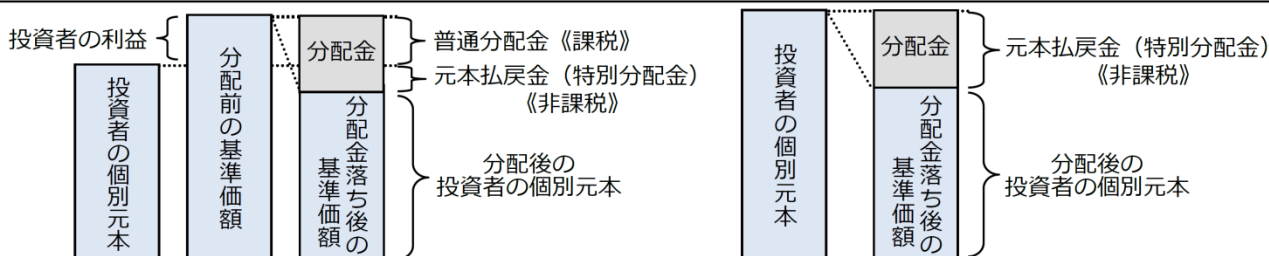 投資者の利益
投資者の個別元本
分配前の基準価額
分配金
分配金落ち後の
基準価額
普通分配金《課税》
元本払戻金（特別分配金）
《非課税》
分配後の
投資者の個別元本
投資者の個別元本
分配金
分配金落ち後の
基準価額
元本払戻金（特別分配金）
《非課税》
分配後の
投資者の個別元本